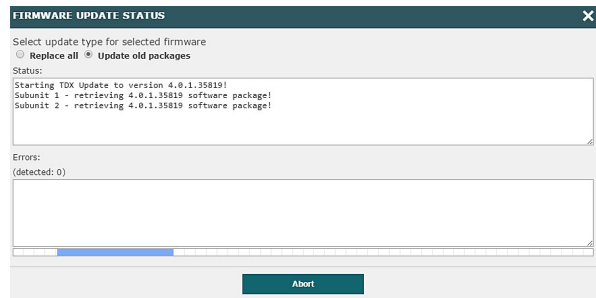 FIRMWARE UPDATE STATUS
Select update type for selected firmware
Replace all Update old packages
Status:
Starting TDX Update to version 4.0.1.35819!
Subunit 1 - retrieving 4.0.1.35819 software package!
Subunit 2 - retrieving 4.0.1.35819 software package!
Errors:
(detected: 0)
Abort